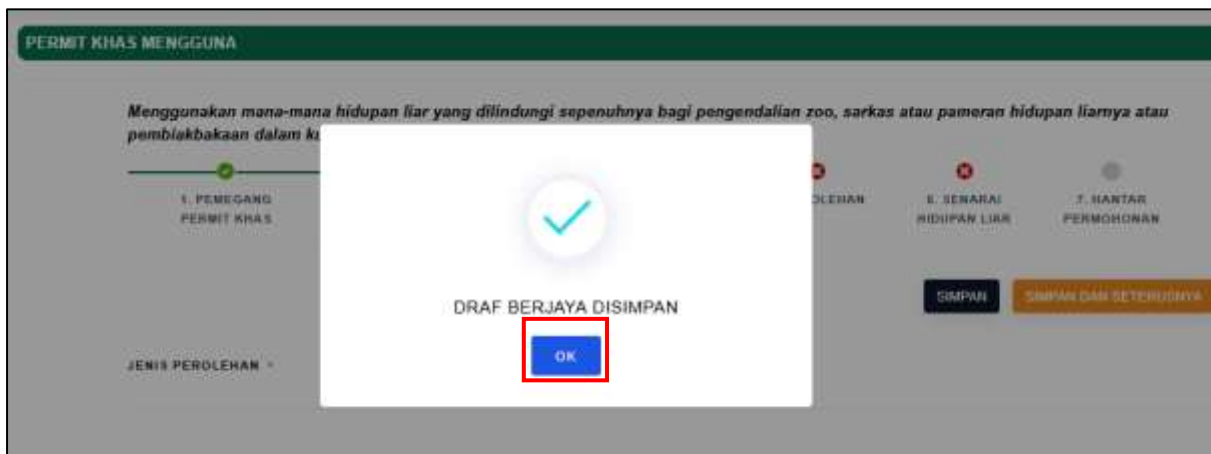 PERMIT KHAS MENGGUNA
Menggunakan mana-mana hidupan liar yang dilindungi sepenuhnya bagi pengendalian zoo, sarkas atau pameran hidupan liarnya atau
pembiakbakaan dalam
1. PEMEGANG
PERMIT KHAS
6. SENARAI
HIDUPAN LIAR
7. HANTAR
PERMOHONAN
SIMPAN
SIMPAN DAN SETERUSNYA
DRAF BERJAYA DISIMPAN
OK
JENIS PEROLEHAN